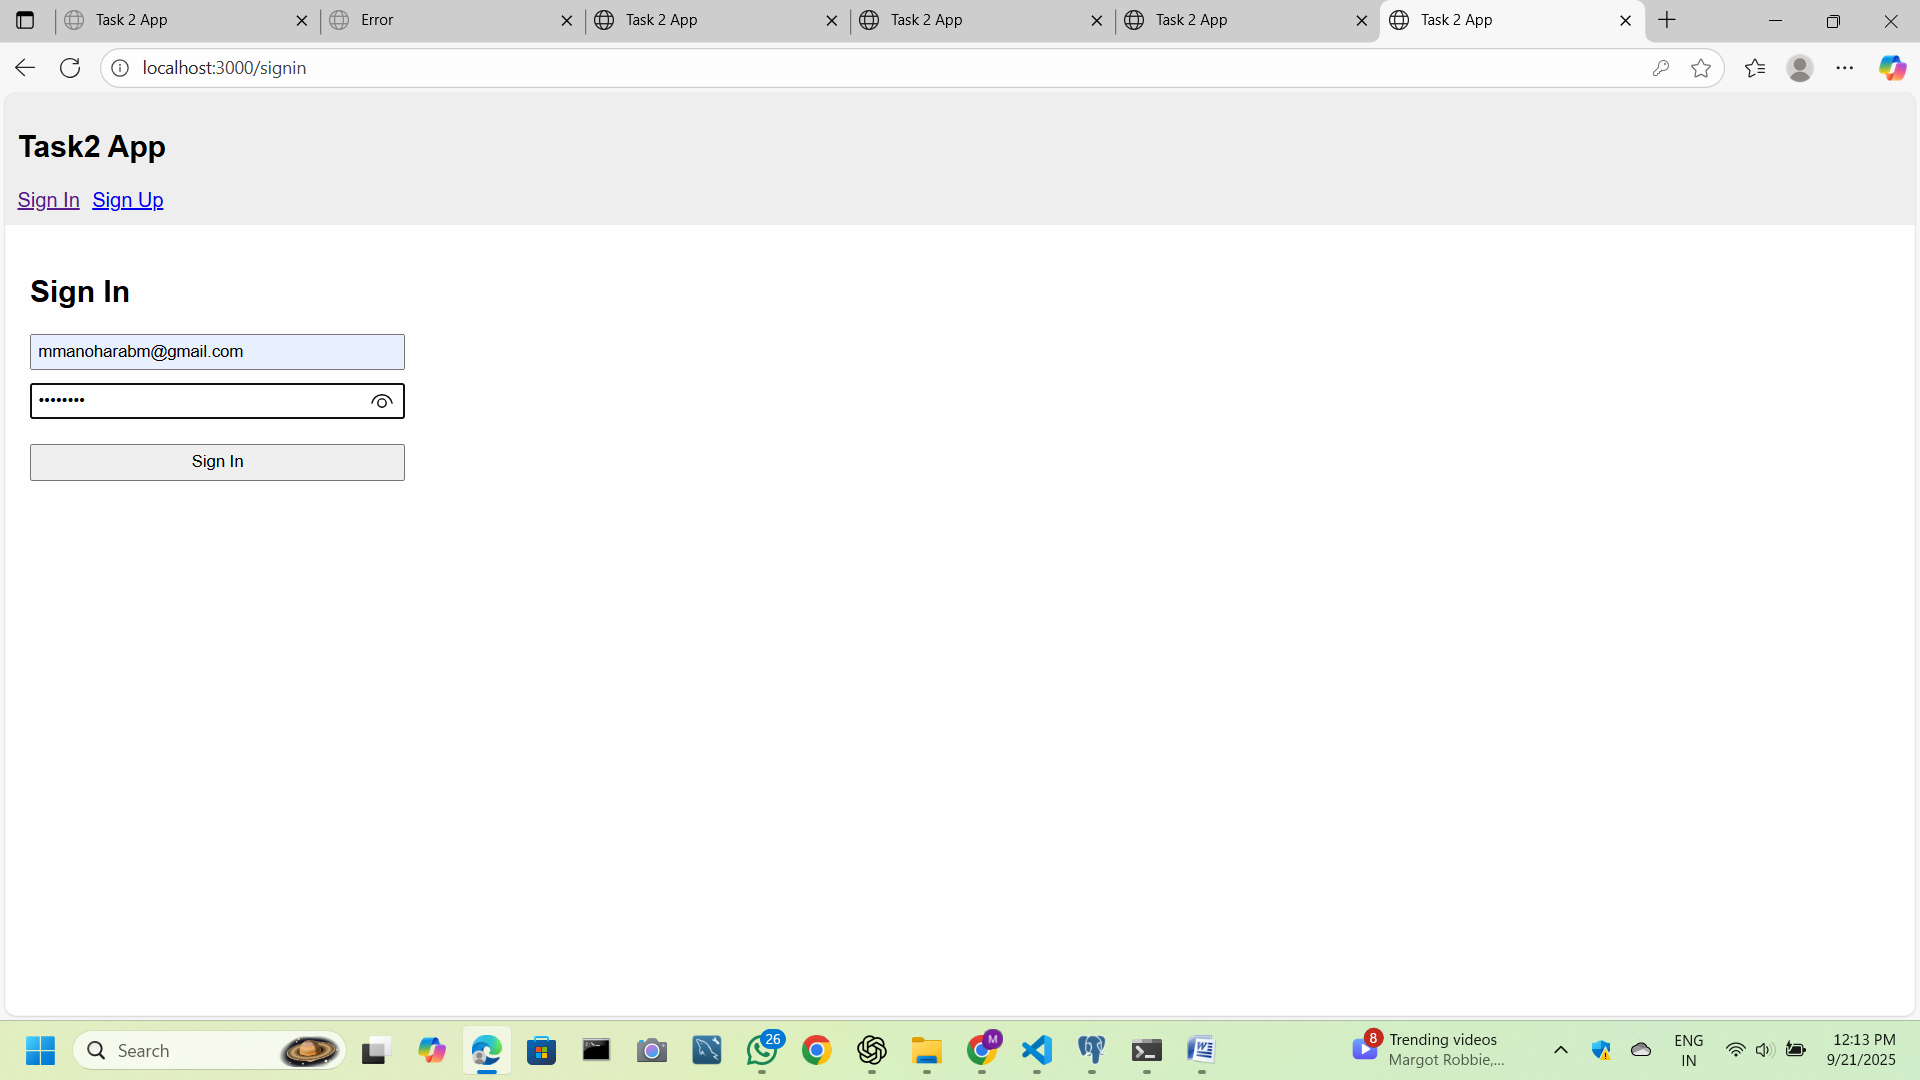 Task 2 App
Error
Task 2 App
Task 2 App
Task 2 App
Task 2 App
localhost:3000/signin
Task2 App
Sign In Sign Up
Sign In
mmanoharabm@gmail.com
••••••••
Sign In
Search
26
M
8
Trending videos
Margot Robbie,...
ENG
IN
12:13 PM
9/21/2025